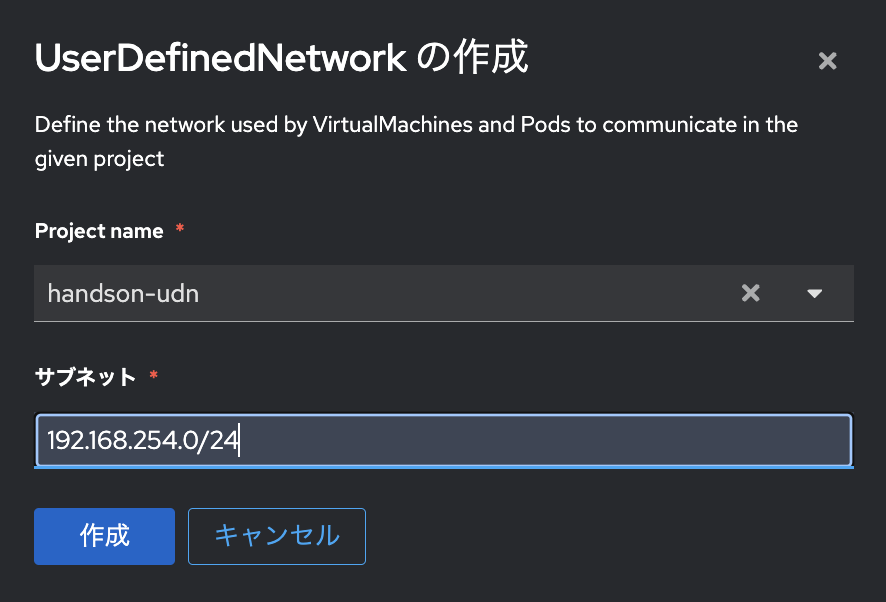 UserDefinedNetwork の作成
Define the network used by VirtualMachines and Pods to communicate in the
given project
Project name *
handson-udn
サブネット *
192.168.254.0/24
作成
キャンセル